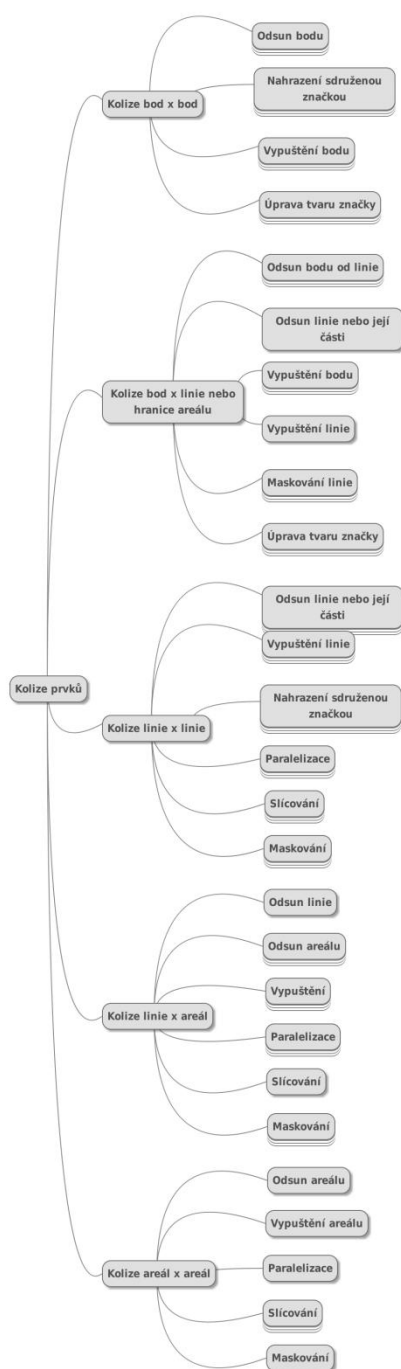 Kolize prvků
Kolize bod x bod
Odsun bodu
Nahrazení sdruženou
značkou
Vypuštění bodu
Úprava tvaru značky
Kolize bod x linie nebo
hranice areálu
Odsun bodu od linie
Odsun linie nebo její
části
Vypuštění bodu
Vypuštění linie
Maskování linie
Úprava tvaru značky
Kolize linie x linie
Odsun linie nebo její
části
Vypuštění linie
Nahrazení sdruženou
značkou
Paralelizace
Slícování
Maskování
Kolize linie x areál
Odsun linie
Odsun areálu
Vypuštění
Paralelizace
Slícování
Maskování
Kolize areál x areál
Odsun areálu
Vypuštění areálu
Paralelizace
Slícování
Maskování